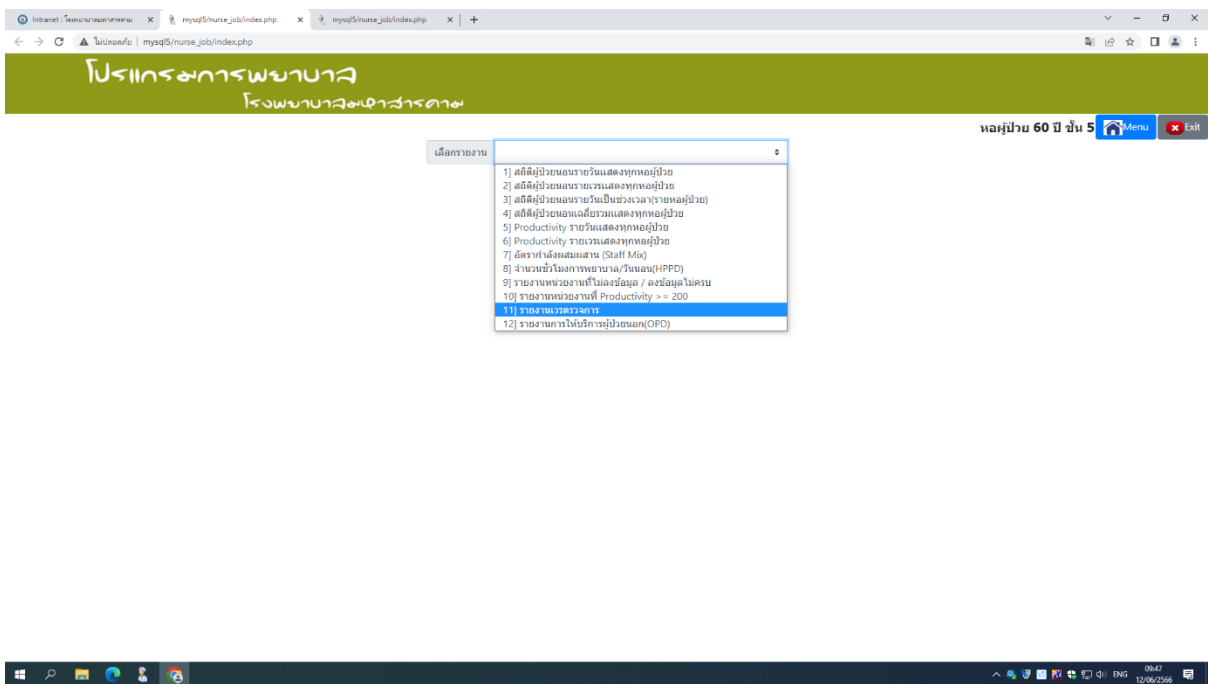 Intranet : โรงพยาบาลมหาสารคาม
mysql5/nurse_job/index.php
mysql5/nurse_job/index.php
ไม่ปลอดภัย | mysql5/nurse_job/index.php
โปรแกรมการพยาบาล
โรงพยาบาลมหาสารคาม
หอผู้ป่วย 60 ปี ชั้น 5 Menu Exit
เลือกรายงาน
1] สถิติผู้ป่วยนอนรายวันแสดงทุกหอผู้ป่วย
2] สถิติผู้ป่วยนอนรายเวรแสดงทุกหอผู้ป่วย
3] สถิติผู้ป่วยนอนรายวันเป็นช่วงเวลา(รายหอผู้ป่วย)
4] สถิติผู้ป่วยนอนเฉลี่ยรวมแสดงทุกหอผู้ป่วย
5] Productivity รายวันแสดงทุกหอผู้ป่วย
6] Productivity รายเวรแสดงทุกหอผู้ป่วย
7] อัตรากำลังผสมผสาน (Staff Mix)
8] จำนวนชั่วโมงการพยาบาล/วันนอน(HPPD)
9] รายงานหน่วยงานที่ไม่ลงข้อมูล / ลงข้อมูลไม่ครบ
10] รายงานหน่วยงานที่ Productivity >= 200
11] รายงานเวรตรวจการ
12] รายงานการให้บริการผู้ป่วยนอก(OPD)
ENG
09:47
12/06/2566